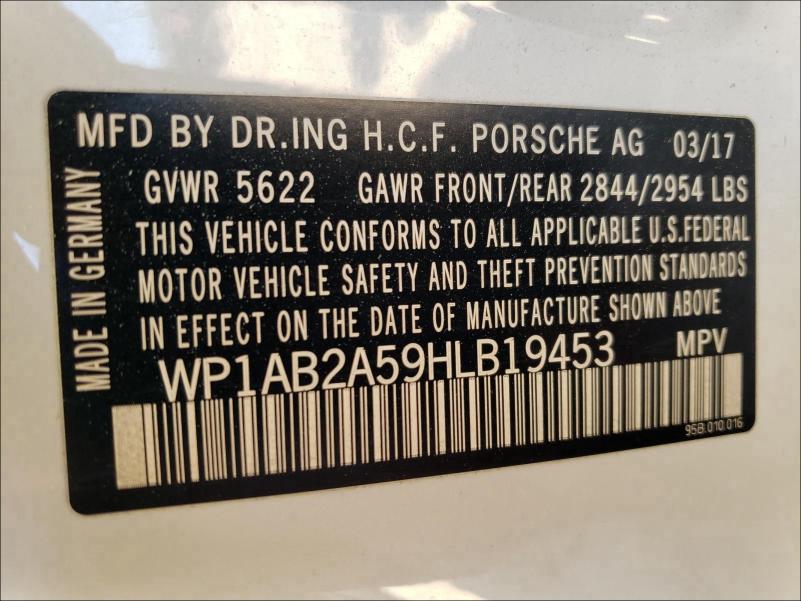 MFD BY DR.ING H.C.F. PORSCHE AG 03/17
GVWR 5622 GAWR FRONT/REAR 2844/2954 LBS
THIS VEHICLE CONFORMS TO ALL APPLICABLE U.S.FEDERAL
MOTOR VEHICLE SAFETY AND THEFT PREVENTION STANDARDS
IN EFFECT ON THE DATE OF MANUFACTURE SHOWN ABOVE
WP1AB2A59HLB19453 MPV
95B.010.016
MADE IN GERMANY